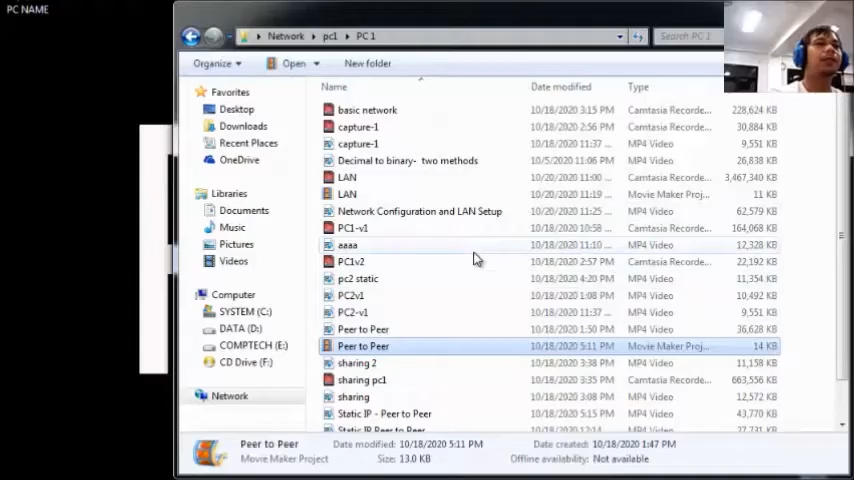 PC NAME
Network pc1 PC 1
Search PC 1
Organize Open New folder
Name Date modified Type
Favorites
Desktop
Downloads
Recent Places
OneDrive
Libraries
Documents
Music
Pictures
Videos
Computer
SYSTEM (C:)
DATA (D:)
COMPTECH (E:)
CD Drive (F:)
Network
basic network 10/18/2020 3:15 PM Camtasia Recorde... 228,624 KB
capture-1 10/18/2020 2:56 PM Camtasia Recorde... 30,884 KB
capture-1 10/18/2020 11:37 ... MP4 Video 9,551 KB
Decimal to binary- two methods 10/5/2020 11:06 PM MP4 Video 26,838 KB
LAN 10/20/2020 11:00 ... Camtasia Recorde... 3,467,340 KB
LAN 10/20/2020 11:19 ... Movie Maker Proj... 11 KB
Network Configuration and LAN Setup 10/20/2020 11:25 ... MP4 Video 62,579 KB
PC1-v1 10/18/2020 10:58 ... Camtasia Recorde... 164,068 KB
aaaa 10/18/2020 11:10 ... MP4 Video 12,328 KB
PC1v2 10/18/2020 2:57 PM Camtasia Recorde... 22,192 KB
pc2 static 10/18/2020 4:20 PM MP4 Video 11,354 KB
PC2v1 10/18/2020 1:08 PM MP4 Video 10,492 KB
PC2-v1 10/18/2020 11:37 ... MP4 Video 9,551 KB
Peer to Peer 10/18/2020 1:50 PM MP4 Video 36,628 KB
Peer to Peer 10/18/2020 5:11 PM Movie Maker Proj... 14 KB
sharing 2 10/18/2020 3:38 PM MP4 Video 11,158 KB
sharing pc1 10/18/2020 3:35 PM Camtasia Recorde... 663,556 KB
sharing 10/18/2020 3:08 PM MP4 Video 12,572 KB
Static IP - Peer to Peer 10/18/2020 5:15 PM MP4 Video 43,770 KB
Static IP Peer to Peer MP4 Video 27,731 KB
Peer to Peer Date modified: 10/18/2020 5:11 PM Date created: 10/18/2020 1:47 PM
Movie Maker Project Size: 13.0 KB Offline availability: Not available